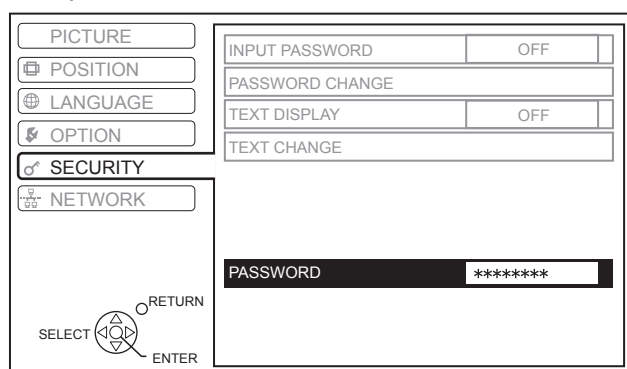 PICTURE
POSITION
LANGUAGE
OPTION
SECURITY
NETWORK
INPUT PASSWORD OFF
PASSWORD CHANGE
TEXT DISPLAY OFF
TEXT CHANGE
PASSWORD ********
RETURN
SELECT
ENTER